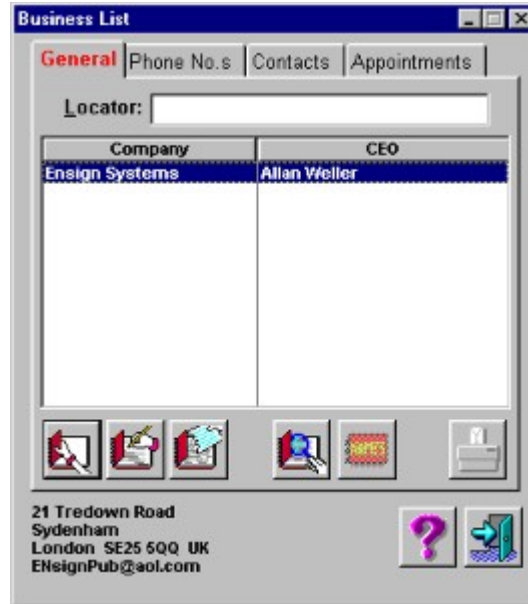 Business List
General Phone No.s Contacts Appointments
Locator:
Company CEO
Ensign Systems Allan Weller
NAMES
21 Tredown Road
Sydenham
London SE25 5QQ UK
ENsignPub@aol.com